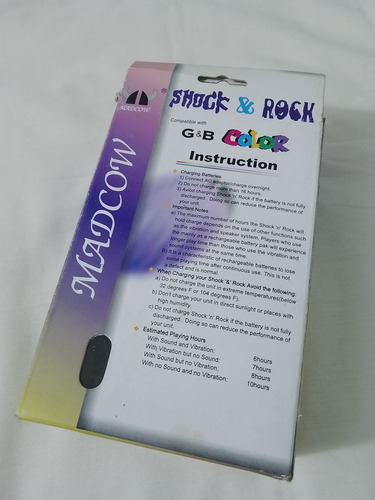 MADCOW
®
SHOCK & ROCK
Compatible with
G&B COLOR
Instruction
MADCOW
Charging Batteries
1) Connect AC adaptor/charge overnight.
2) Do not charge more than 16 hours.
3) Aviod charging Shock 'n' Rock if the battery is not fully
discharged. Doing so can reduce the performance of
your unit.
Important Notes
a) The maximum number of hours the Shock 'n' Rock will
hold charge depends on the use of other functions such
as the vibration and speaker system. Players who use
the mainly as a rechargeable battery pak will experience
longer play time than those who use the vibration and
sound systems at the same time.
b) It is a characteristic of rechargeable batteries to lose
some playing time after continuous use. This is not
a defect and is normal.
When Charging your Shock '&' Rock Avoid the following:
a) Do not charge the unit in extreme temperatures(below
32 degrees F or 104 degrees F).
b) Don't charge your unit in direct sunlight or places with
high humidity.
c) Do not charge Shock 'n' Rock if the battery is not fully
discharged. Doing so can reduce the performance of
your unit.
Estimated Playing Hours
With Sound and Vibration: 6hours
With Vibration but no Sound: 7hours
With Sound but no Vibration: 8hours
With no Sound and no Vibration: 10hours